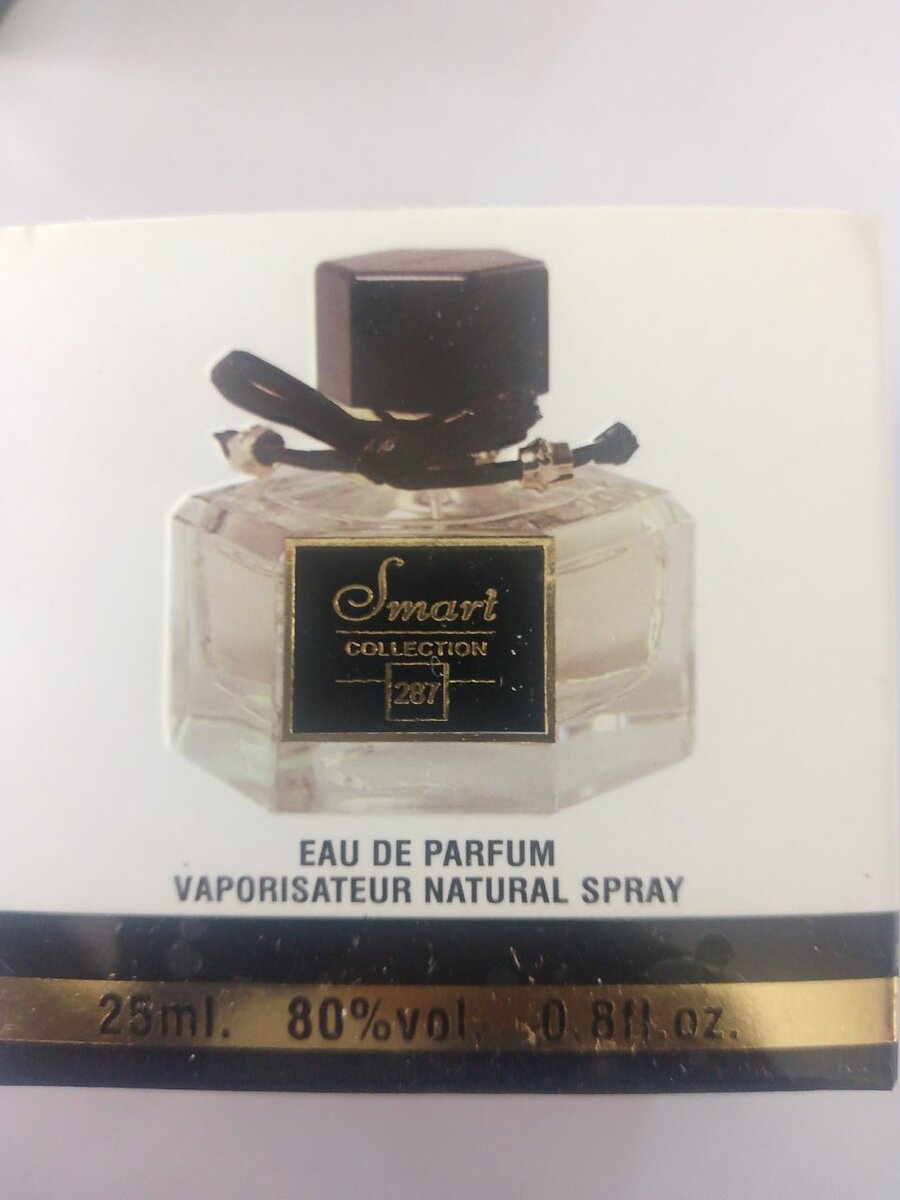 Smart
COLLECTION
287
EAU DE PARFUM
VAPORISATEUR NATURAL SPRAY
25ml. 80%vol. 0.8fl.oz.